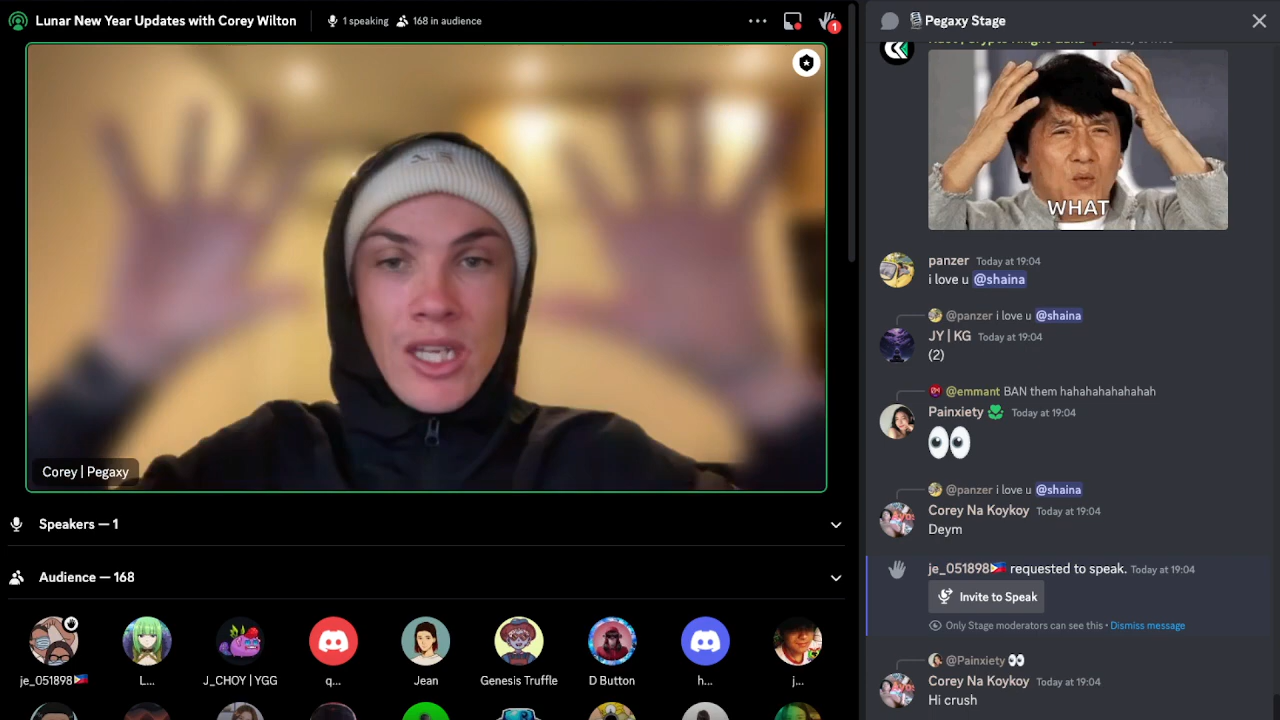 Lunar New Year Updates with Corey Wilton
1 speaking
168 in audience
1
Corey | Pegaxy
Speakers — 1
Audience — 168
je_051898🇵🇭
L...
J_CHOY | YGG
q...
Jean
Genesis Truffle
D Button
h...
j...
Pegaxy Stage
WHAT
panzer Today at 19:04
i love u @shaina
@panzer i love u @shaina
JY | KG Today at 19:04
(2)
@emmant BAN them hahahahahahah
Painxiety Today at 19:04
👀
@panzer i love u @shaina
Corey Na Koykoy Today at 19:04
Deym
je_051898🇵🇭 requested to speak. Today at 19:04
Invite to Speak
Only Stage moderators can see this • Dismiss message
@Painxiety 👀
Corey Na Koykoy Today at 19:04
Hi crush